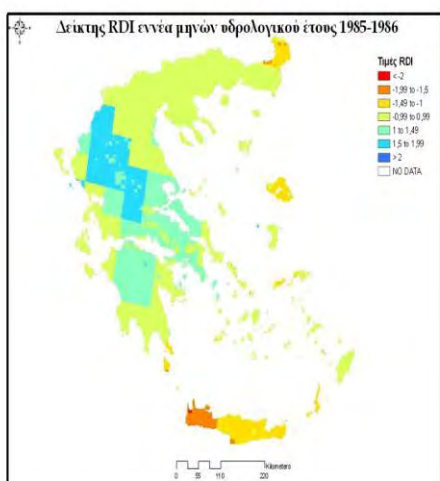 Δείκτης RDI εννέα μηνών υδρολογικού έτους 1985-1986
Τιμές RDI
< -2
-1,99 to -1,5
-1,49 to -1
-0,99 to 0,99
1 to 1,49
1,5 to 1,99
> 2
NO DATA
Kilometers
0 55 110 220